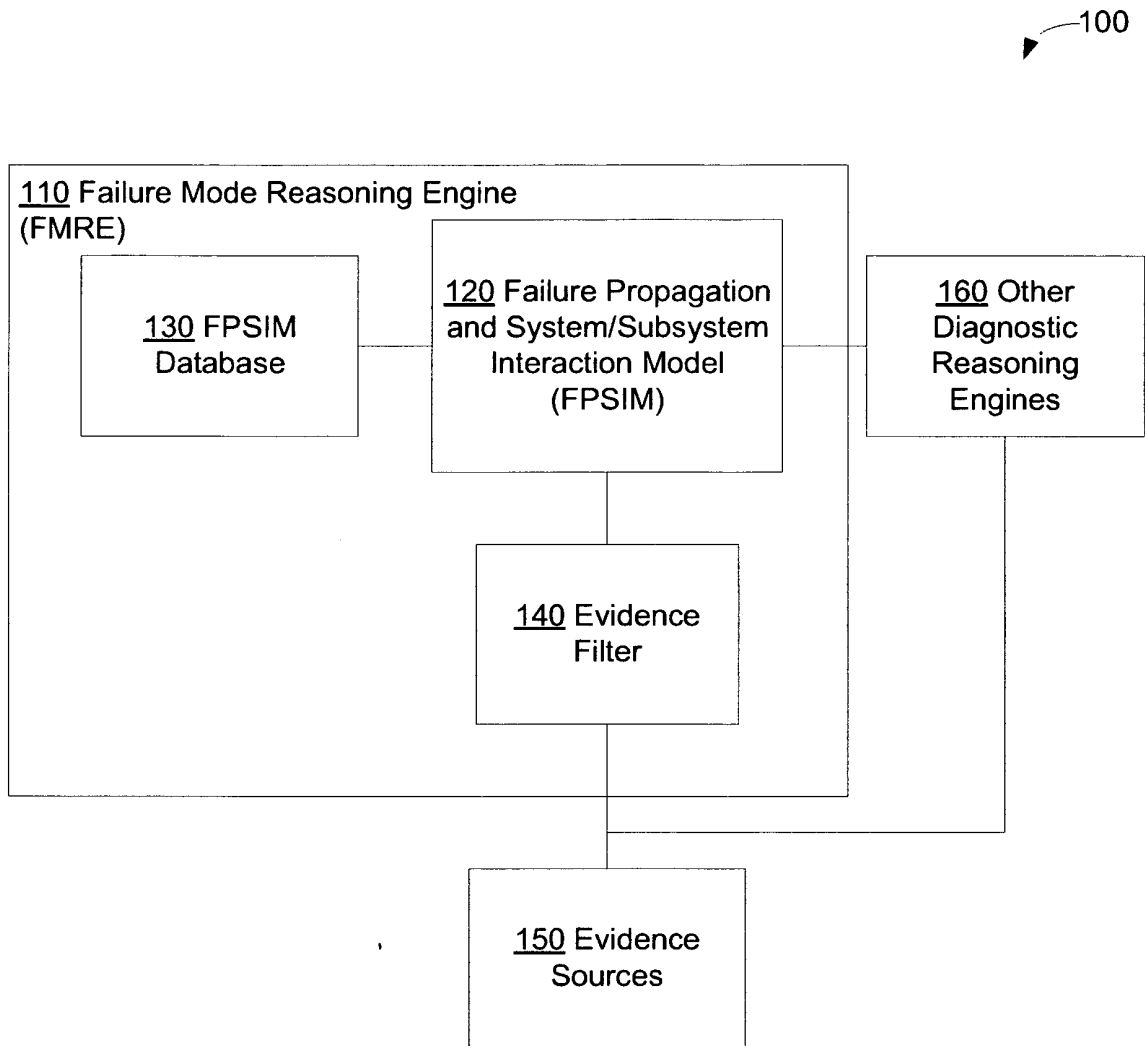 100
110 Failure Mode Reasoning Engine
(FMRE)
130 FPSIM
Database
120 Failure Propagation
and System/Subsystem
Interaction Model
(FPSIM)
160 Other
Diagnostic
Reasoning
Engines
140 Evidence
Filter
150 Evidence
Sources